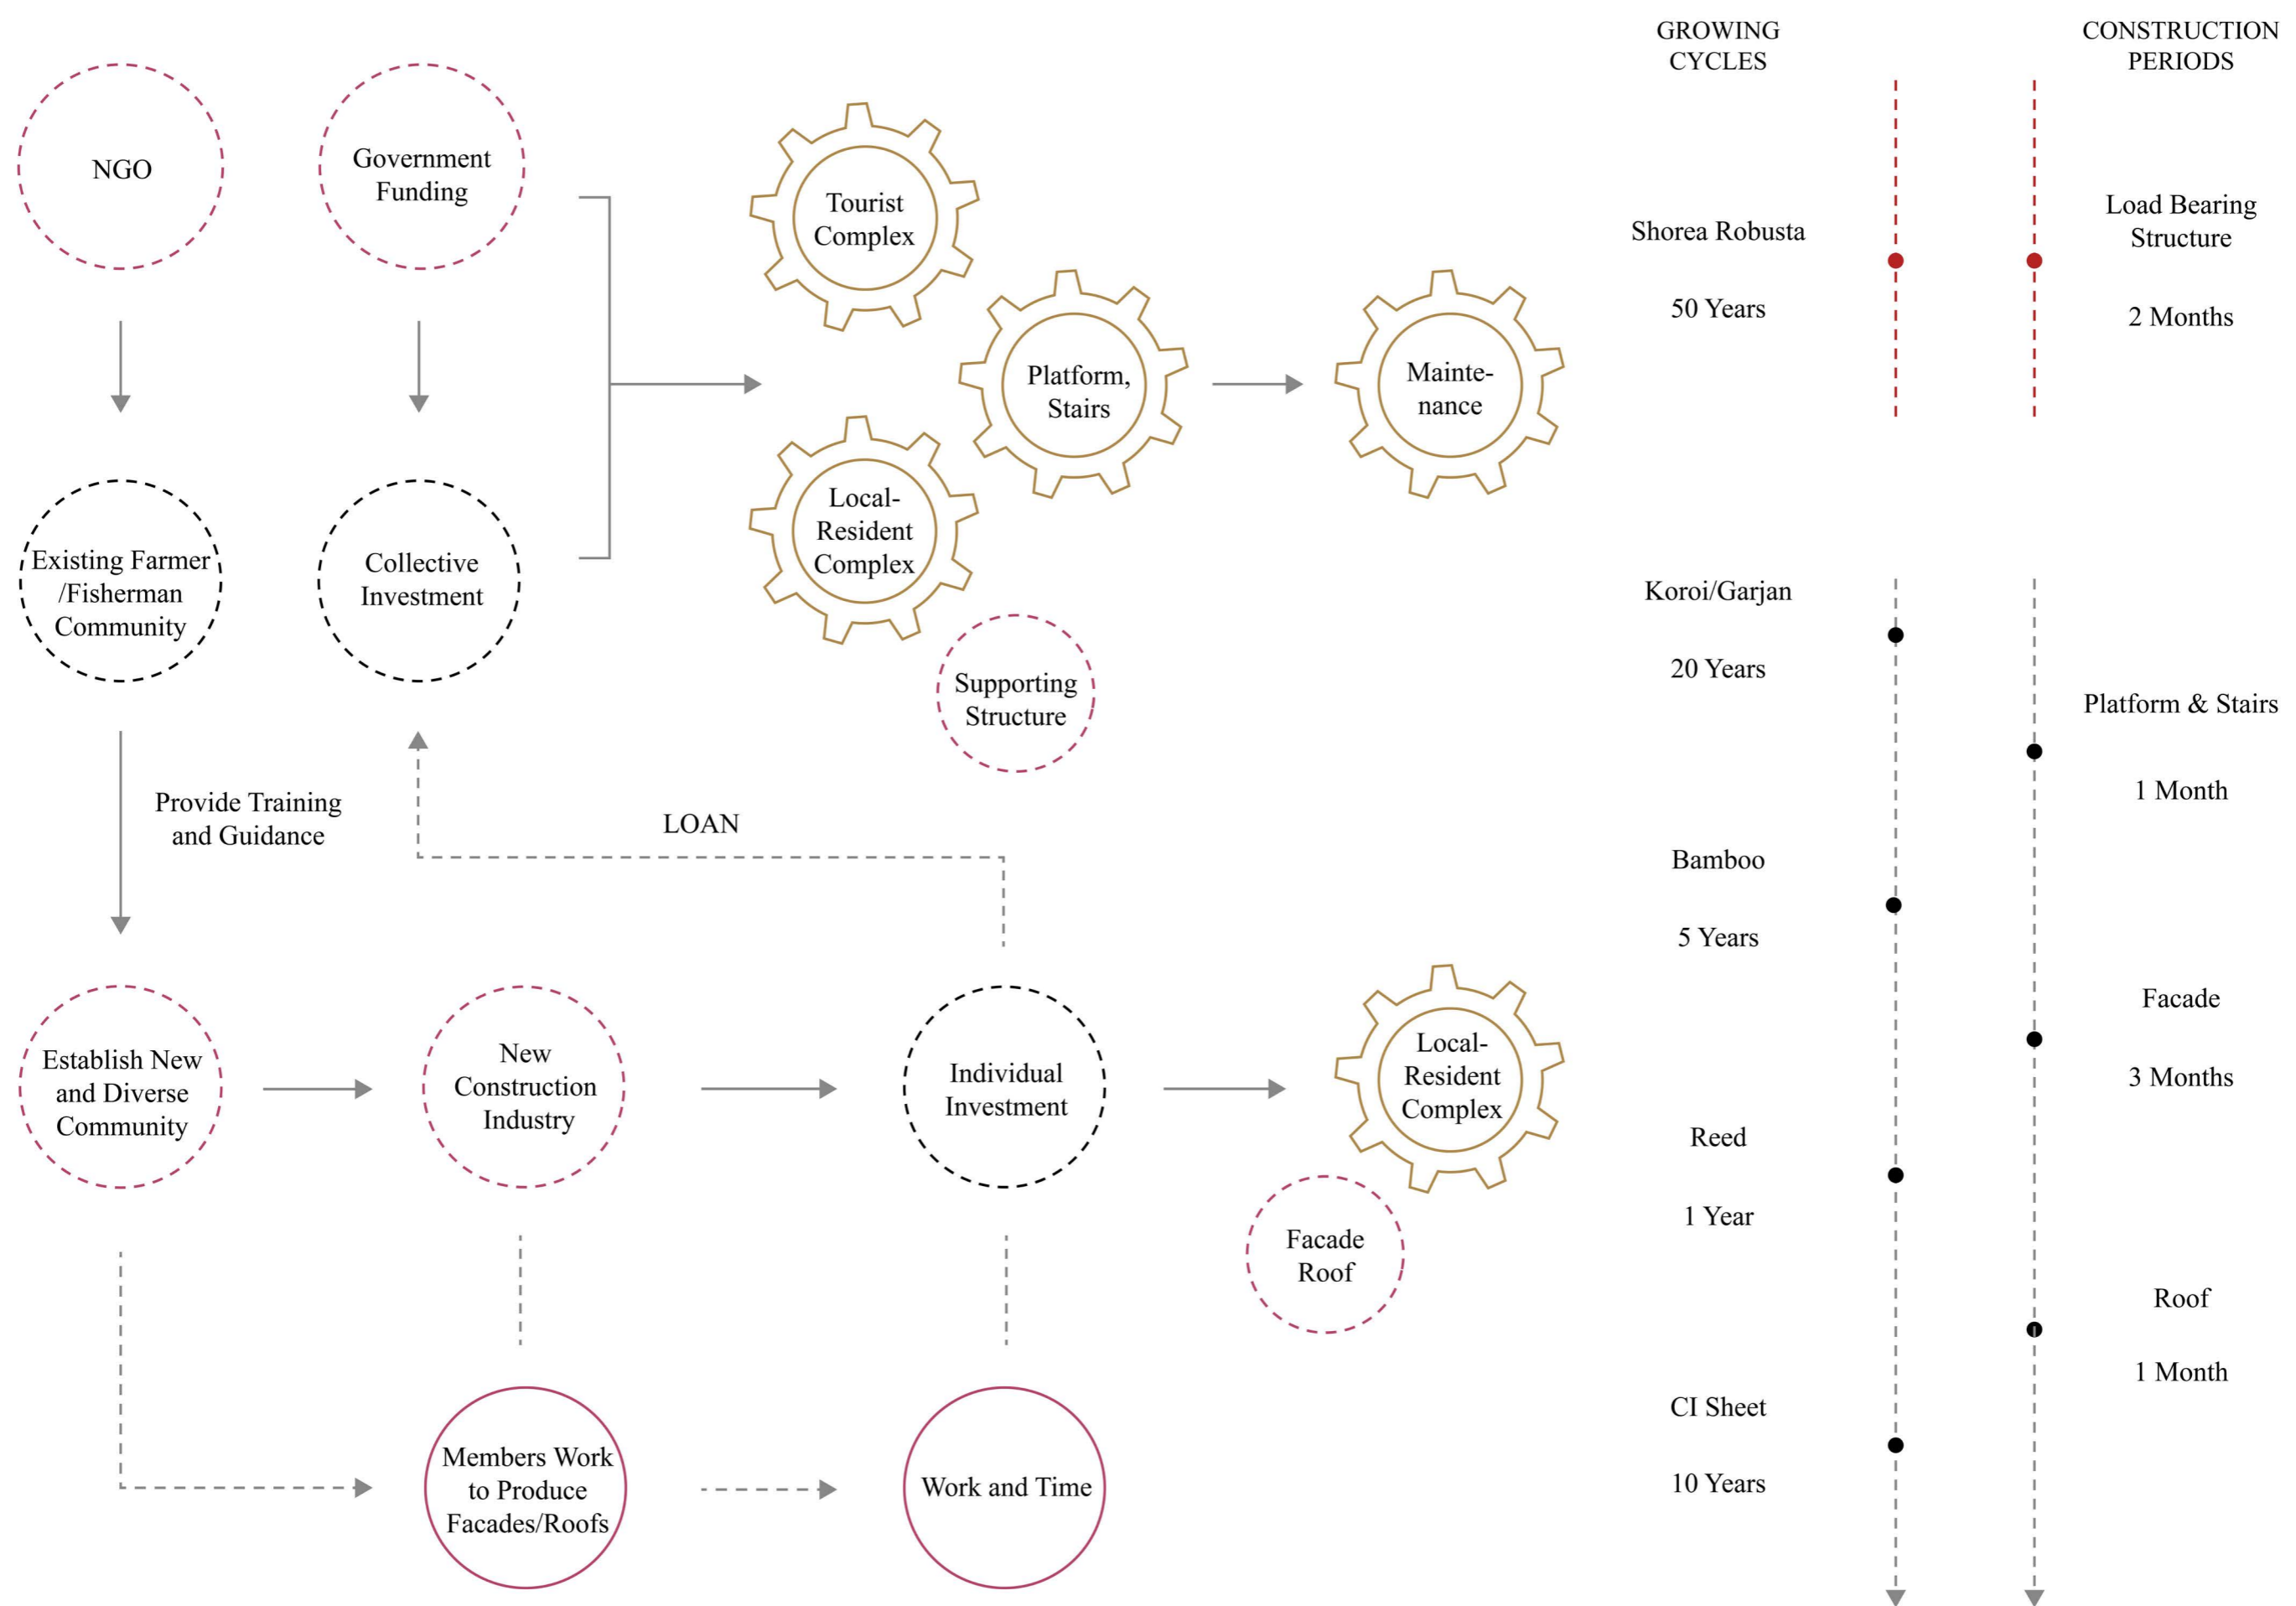 NGO
Government
Funding
Tourist
Complex
Platform,
Stairs
Mainte-
nance
Existing Farmer
/Fisherman
Community
Collective
Investment
Local-
Resident
Complex
Supporting
Structure
Provide Training
and Guidance
LOAN
Establish New
and Diverse
Community
New
Construction
Industry
Individual
Investment
Local-
Resident
Complex
Facade
Roof
Members Work
to Produce
Facades/Roofs
Work and Time
GROWING
CYCLES
Shorea Robusta
50 Years
Koroi/Garjan
20 Years
Bamboo
5 Years
Reed
1 Year
CI Sheet
10 Years
CONSTRUCTION
PERIODS
Load Bearing
Structure
2 Months
Platform & Stairs
1 Month
Facade
3 Months
Roof
1 Month